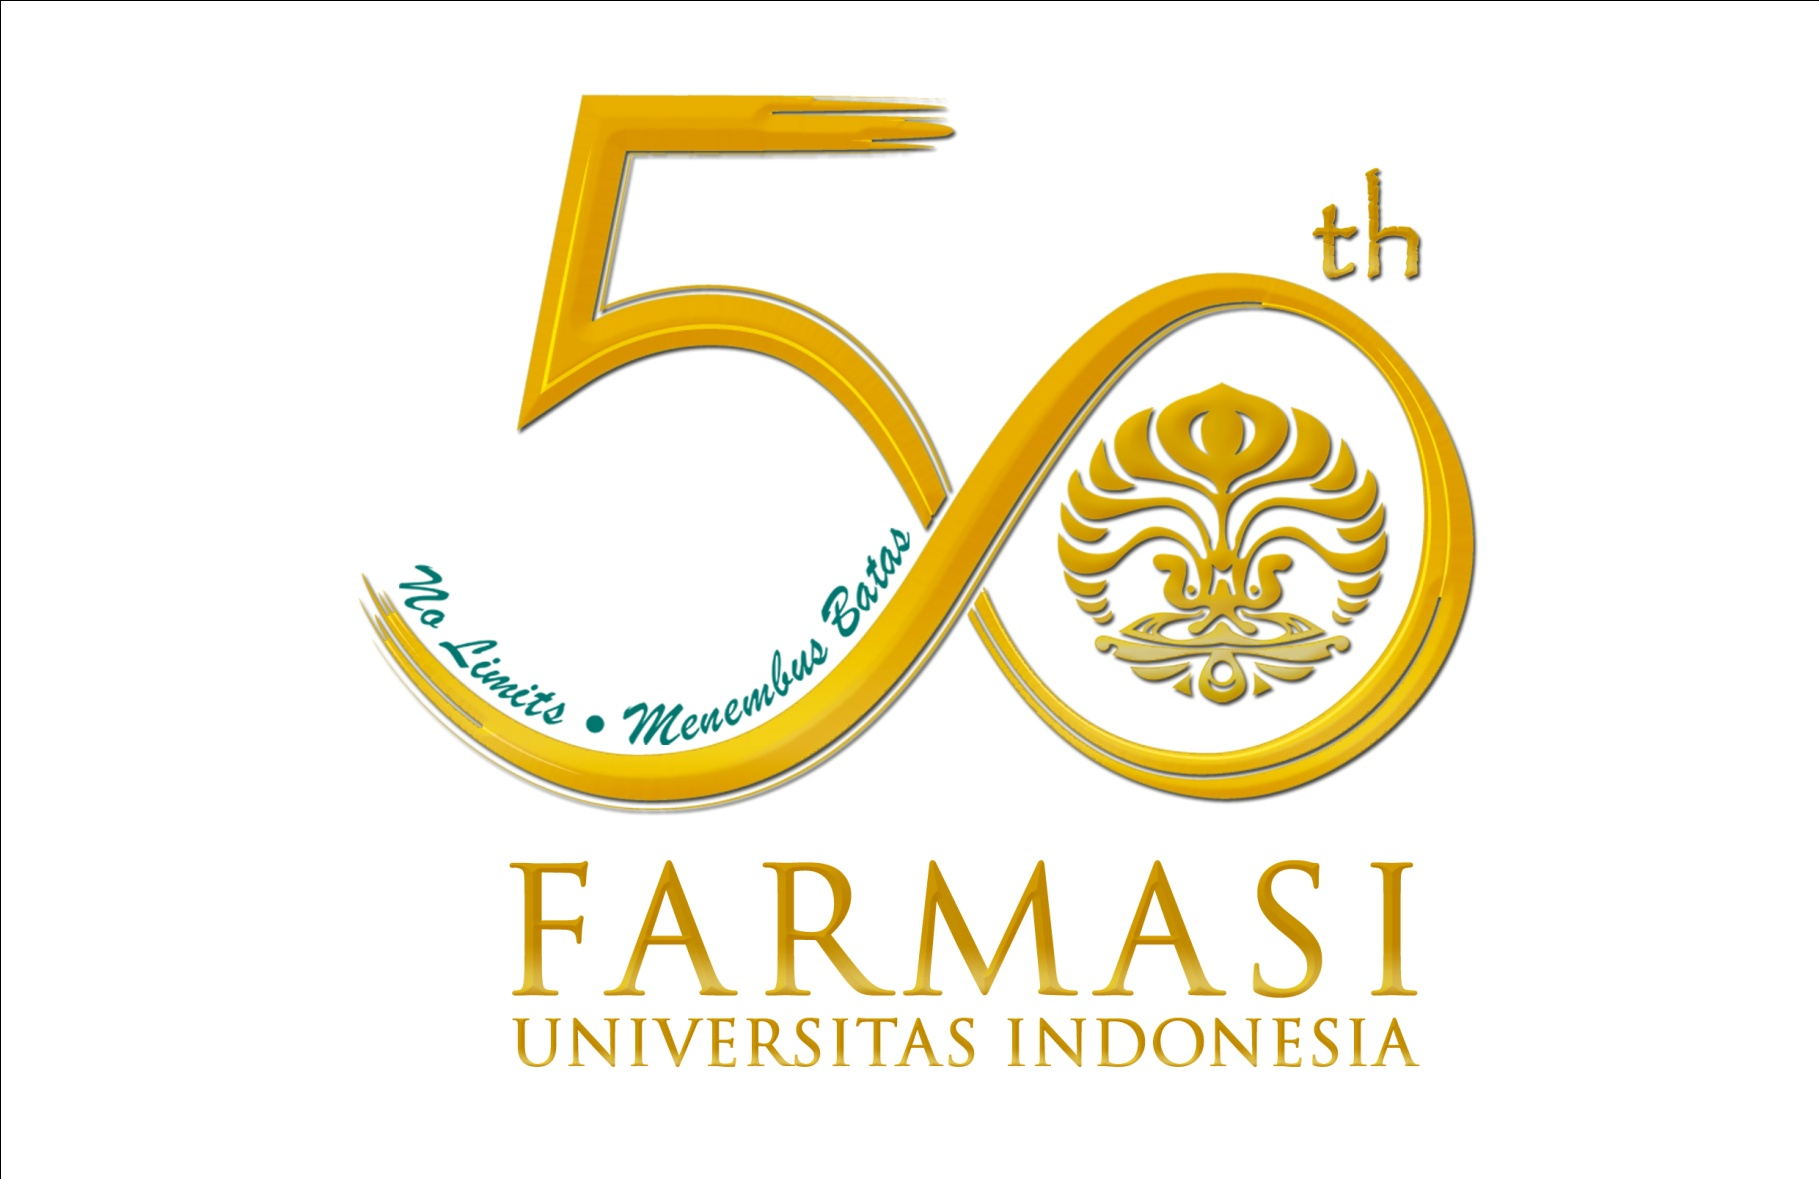 50th
No Limits • Menembus Batas
FARMASI
UNIVERSITAS INDONESIA